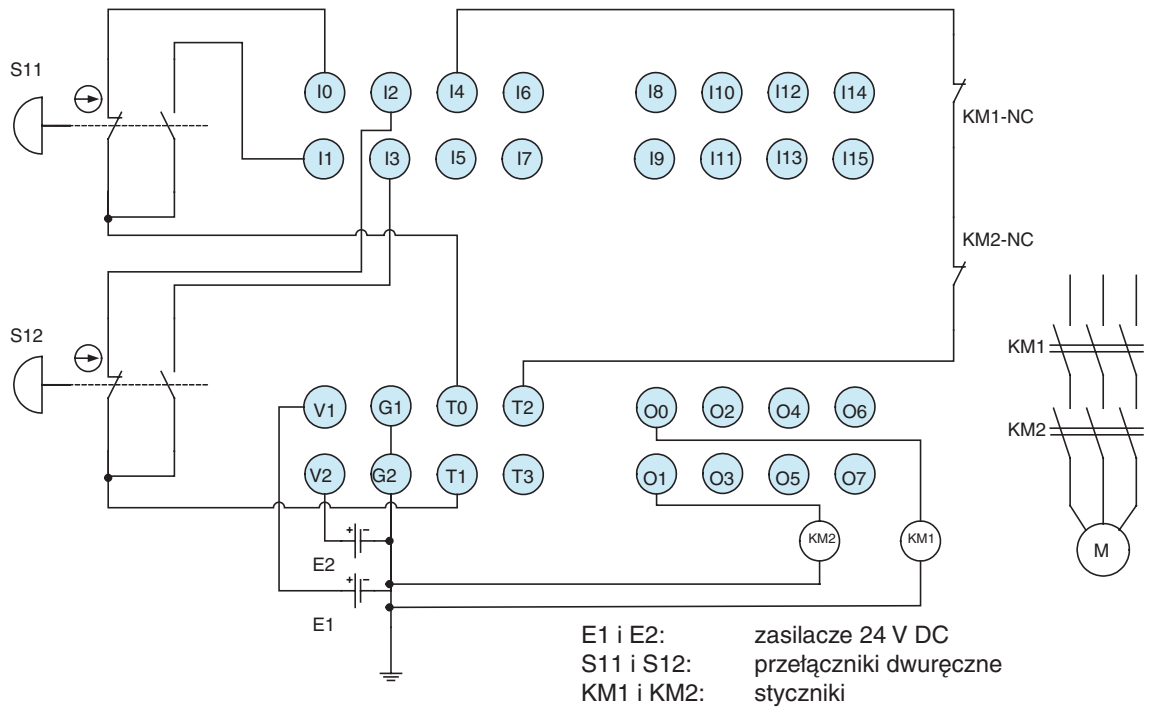 S11
I0 I2 I4 I6 I8 I10 I12 I14
KM1-NC
I1 I3 I5 I7 I9 I11 I13 I15
KM2-NC
S12
KM1
V1 G1 T0 T2 O0 O2 O4 O6
KM2
V2 G2 T1 T3 O1 O3 O5 O7
+ −
E2
KM2 KM1
M
+ −
E1
E1 i E2: zasilacze 24 V DC
S11 i S12: przełączniki dwuręczne
KM1 i KM2: styczniki